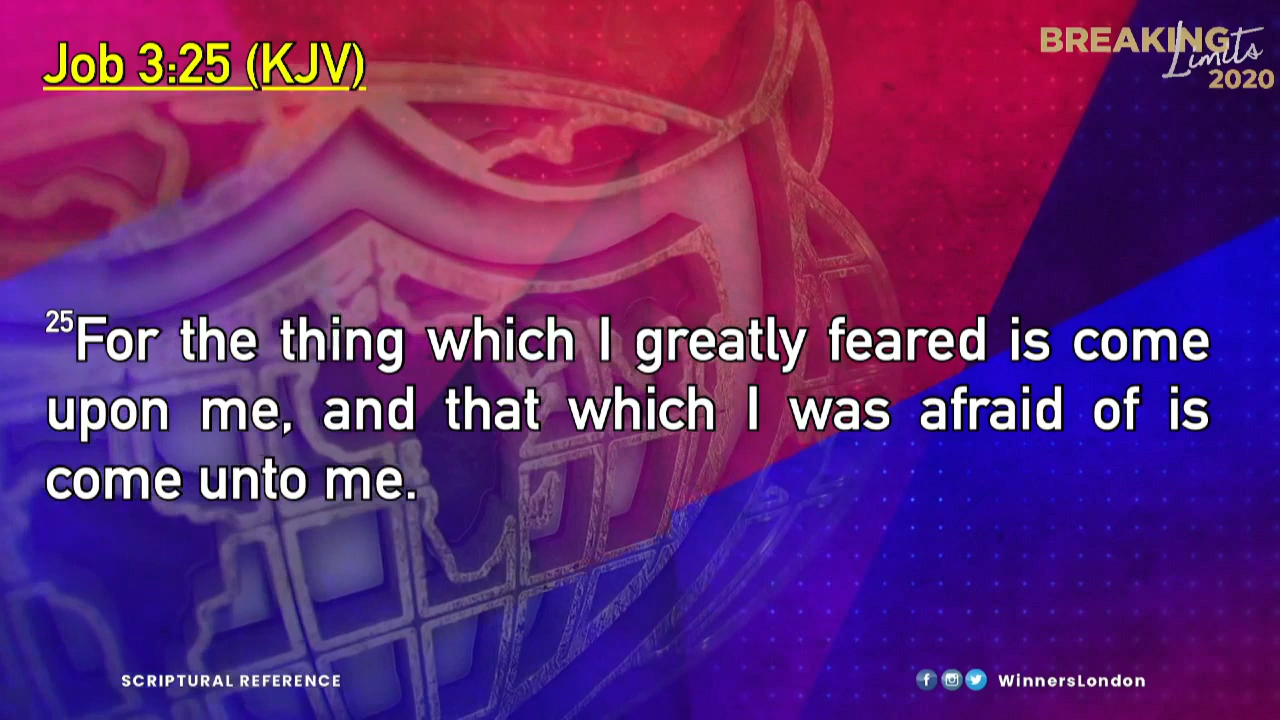 Job 3:25 (KJV)
BREAKING
Limits
2020
25For the thing which I greatly feared is come
upon me, and that which I was afraid of is
come unto me.
SCRIPTURAL REFERENCE
WinnersLondon